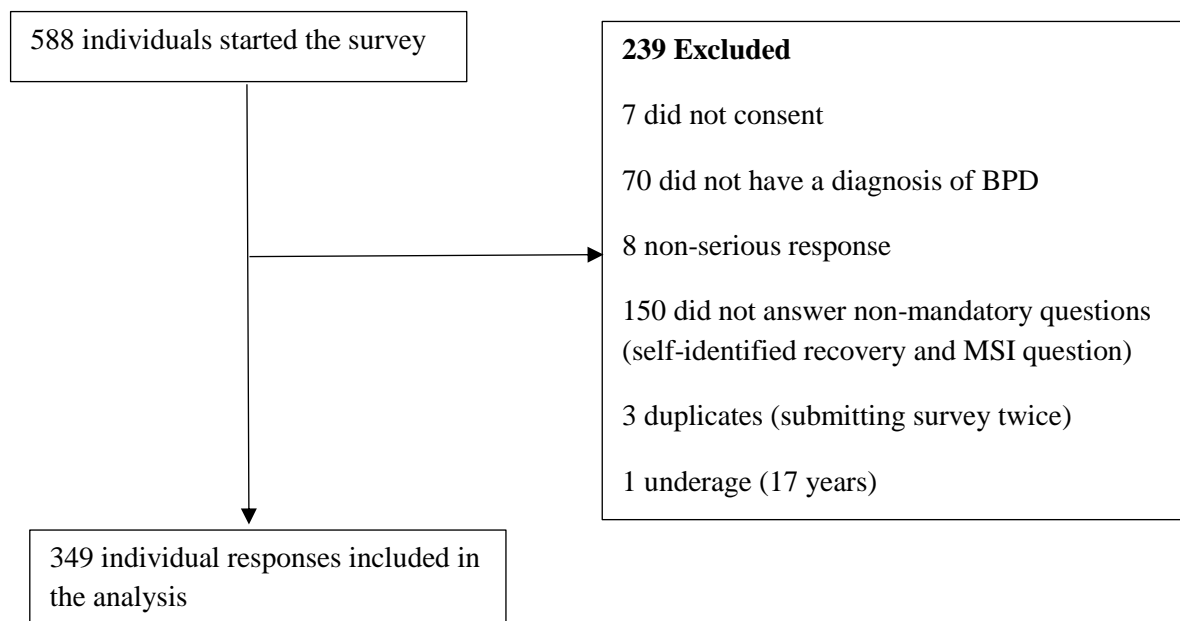 588 individuals started the survey
239 Excluded
7 did not consent
70 did not have a diagnosis of BPD
8 non-serious response
150 did not answer non-mandatory questions
(self-identified recovery and MSI question)
3 duplicates (submitting survey twice)
1 underage (17 years)
349 individual responses included in
the analysis